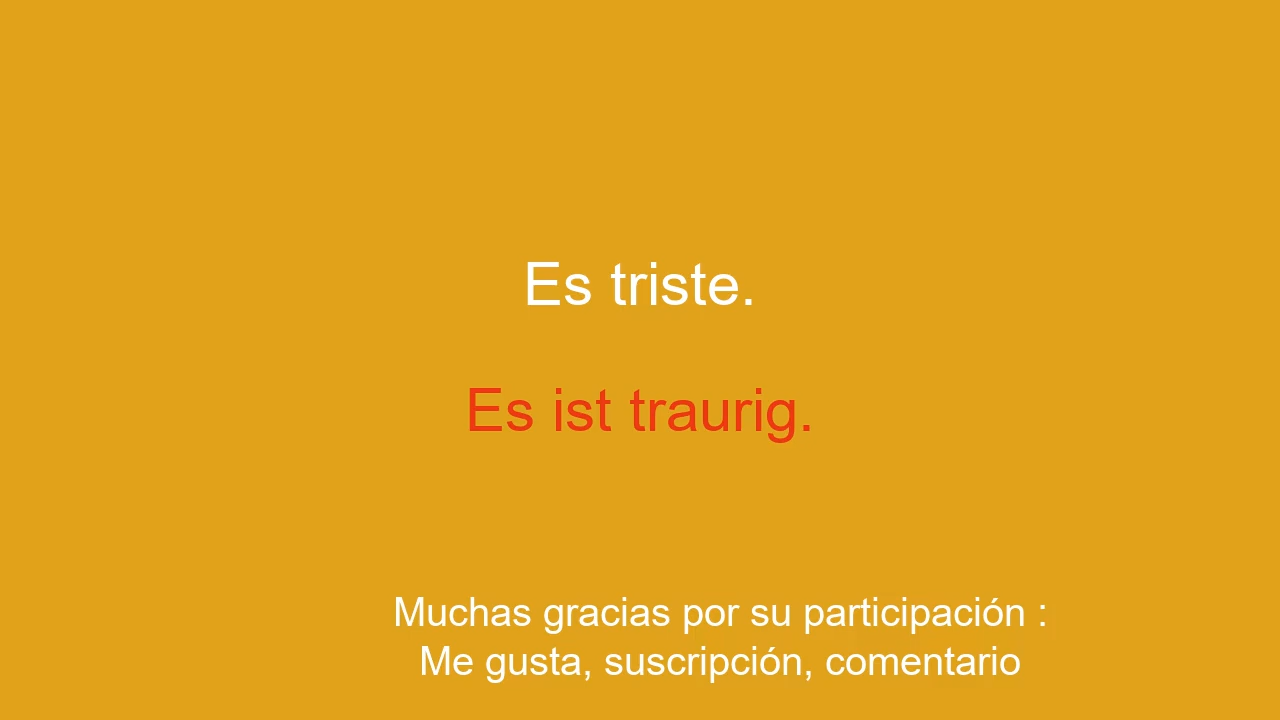 Es triste.
Es ist traurig.
Muchas gracias por su participación :
Me gusta, suscripción, comentario